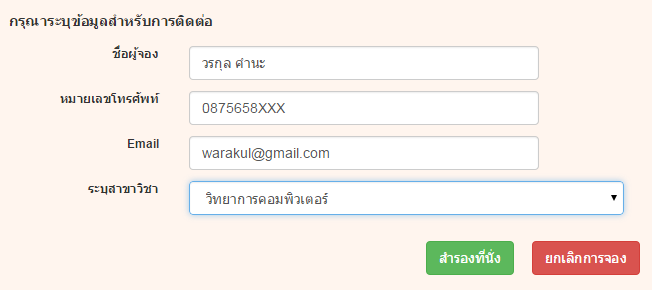 กรุณาระบุข้อมูลสำหรับการติดต่อ
ชื่อผู้จอง วรกุล ศานะ
หมายเลขโทรศัพท์ 0875658XXX
Email warakul@gmail.com
ระบุสาขาวิชา วิทยาการคอมพิวเตอร์
สำรองที่นั่ง ยกเลิกการจอง